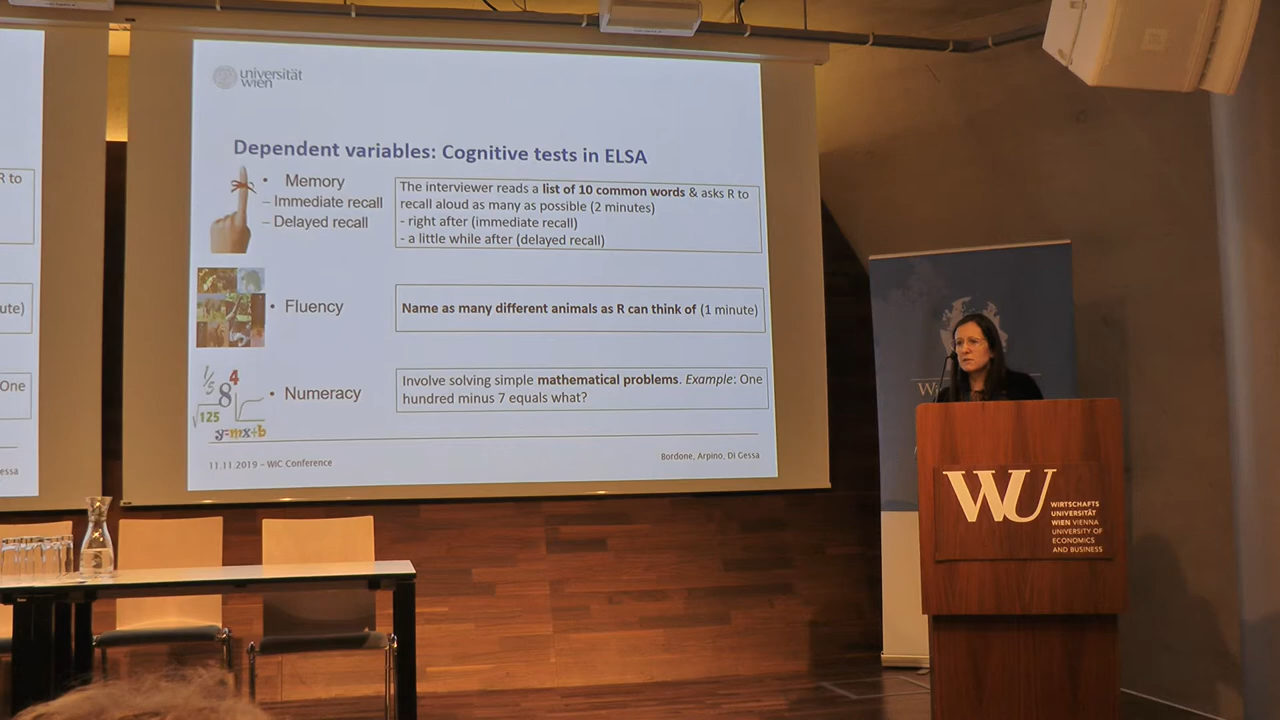 universität
wien
Dependent variables: Cognitive tests in ELSA
• Memory
– Immediate recall
– Delayed recall
The interviewer reads a list of 10 common words & asks R to
recall aloud as many as possible (2 minutes)
- right after (immediate recall)
- a little while after (delayed recall)
• Fluency
Name as many different animals as R can think of (1 minute)
• Numeracy
Involve solving simple mathematical problems. Example: One
hundred minus 7 equals what?
1/5
8
4
√125
y=mx+b
11.11.2019 – WIC Conference
Bordone, Arpino, Di Gessa
R to
ute)
One
essa
WU
WIRTSCHAFTS
UNIVERSITÄT
WIEN VIENNA
UNIVERSITY OF
ECONOMICS
AND BUSINESS